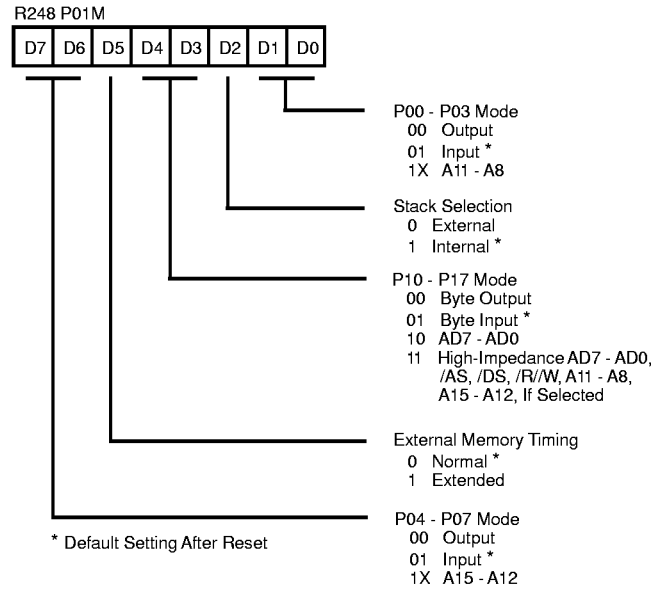 R248 P01M
D7 D6 D5 D4 D3 D2 D1 D0
P00 - P03 Mode
00 Output
01 Input *
1X A11 - A8
Stack Selection
0 External
1 Internal *
P10 - P17 Mode
00 Byte Output
01 Byte Input *
10 AD7 - AD0
11 High-Impedance AD7 - AD0,
/AS, /DS, /R//W, A11 - A8,
A15 - A12, If Selected
External Memory Timing
0 Normal *
1 Extended
P04 - P07 Mode
00 Output
01 Input *
1X A15 - A12
* Default Setting After Reset